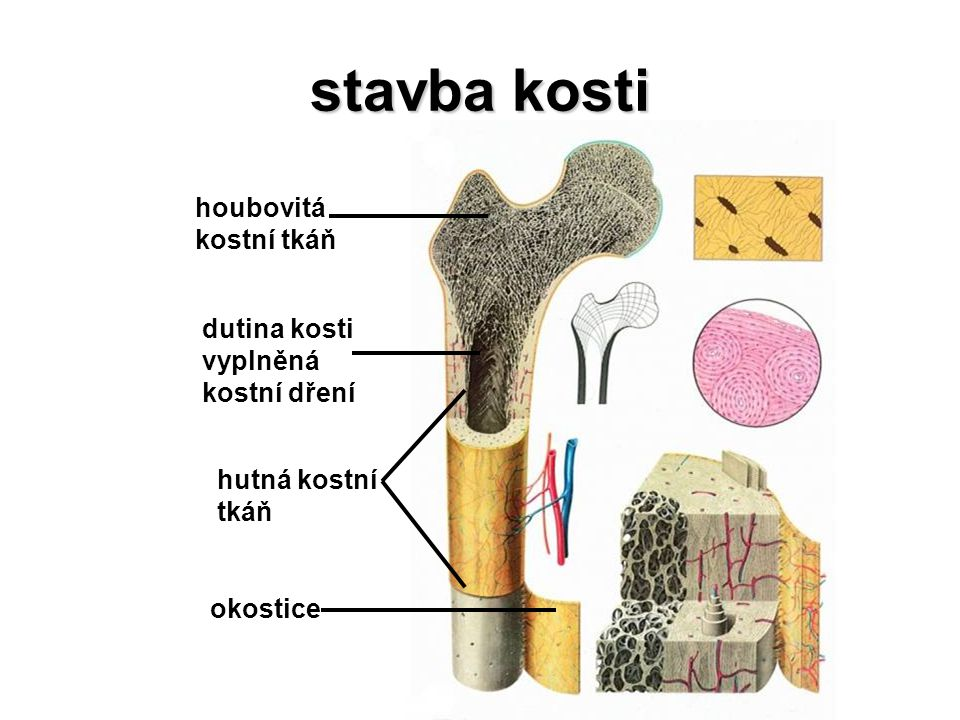 stavba kosti
houbovitá
kostní tkáň
dutina kosti
vyplněná
kostní dření
hutná kostní
tkáň
okostice